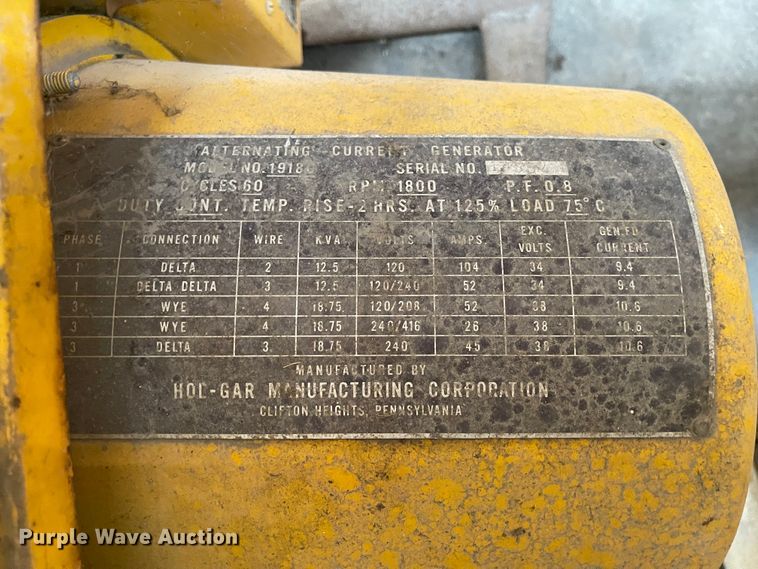 ALTERNATING CURRENT GENERATOR
MODEL NO. SERIAL NO.
CYCLES 60 RPM 1800 P.F. 0.8
DUTY CONT. TEMP. RISE-2 HRS. AT 125% LOAD 75°C
PHASE CONNECTION WIRE KVA VOLTS AMPS EXC. VOLTS GEN.FD CURRENT
1 DELTA 2 12.5 120 104 34 9.4
1 DELTA DELTA 3 12.5 120/240 52 34 9.4
3 WYE 4 18.75 120/208 52 38 10.6
3 WYE 4 18.75 240/416 26 38 10.6
3 DELTA 3 18.75 240 45 38 10.6
MANUFACTURED BY
HOL-GAR MANUFACTURING CORPORATION
CLIFTON HEIGHTS, PENNSYLVANIA
Purple Wave Auction